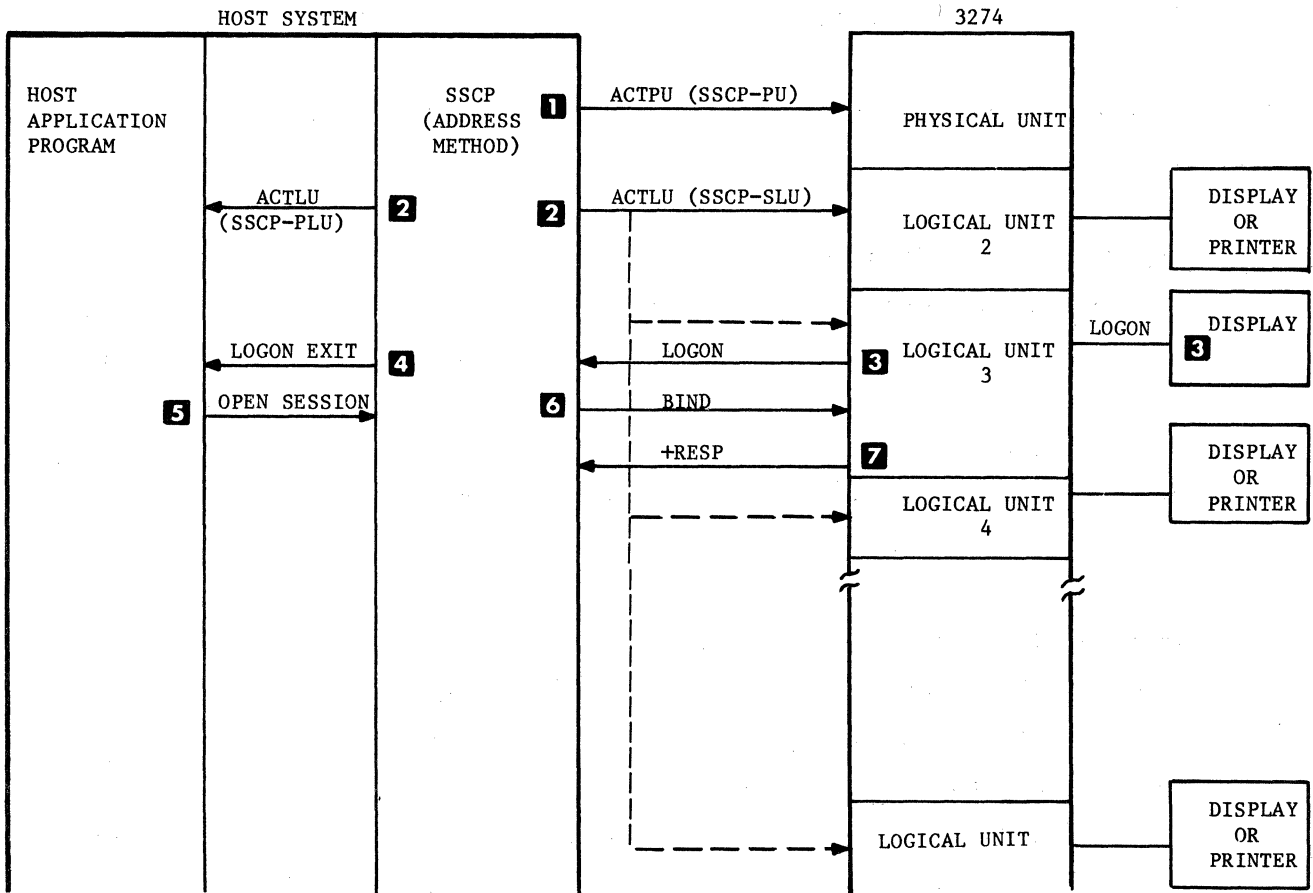 HOST SYSTEM
3274
HOST
APPLICATION
PROGRAM
SSCP
(ADDRESS
METHOD)
1
ACTPU (SSCP-PU)
PHYSICAL UNIT
ACTLU
(SSCP-PLU)
2
2
ACTLU (SSCP-SLU)
LOGICAL UNIT
2
DISPLAY
OR
PRINTER
LOGON EXIT
4
LOGON
3
LOGICAL UNIT
3
LOGON
3
DISPLAY
5
OPEN SESSION
6
BIND
+RESP
7
LOGICAL UNIT
4
DISPLAY
OR
PRINTER
LOGICAL UNIT
DISPLAY
OR
PRINTER